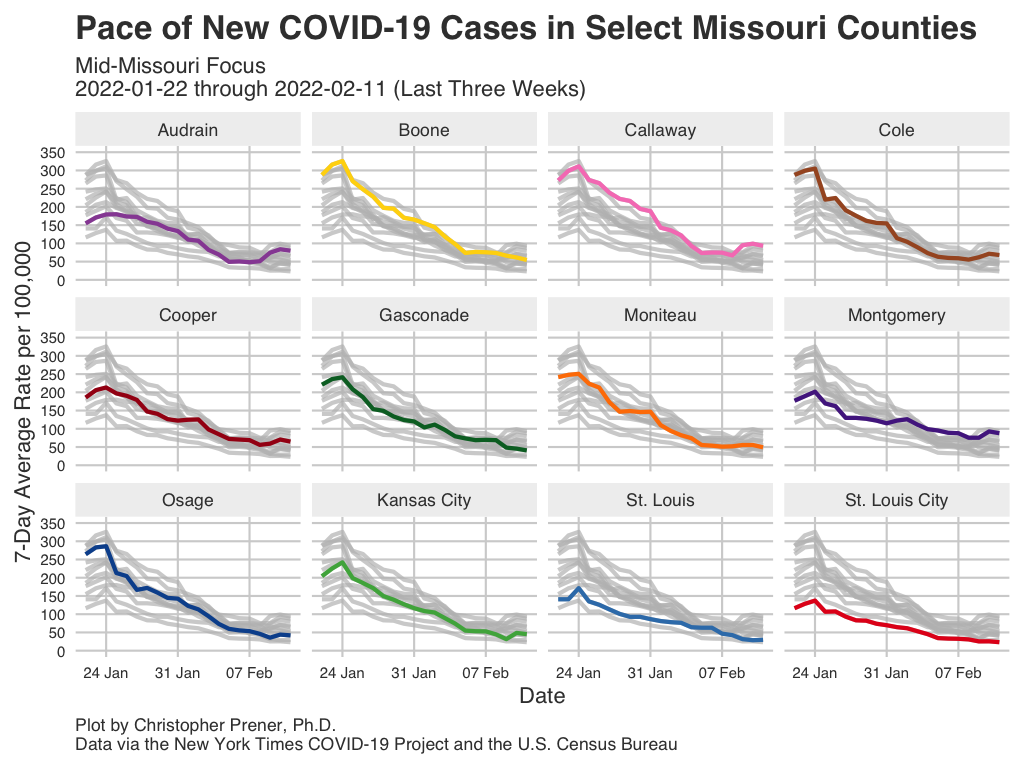 Pace of New COVID-19 Cases in Select Missouri Counties
Mid-Missouri Focus
2022-01-22 through 2022-02-11 (Last Three Weeks)
Audrain Boone Callaway Cole
350
300
250
200
150
100
50
0
Cooper Gasconade Moniteau Montgomery
350
300
250
200
150
100
50
0
Osage Kansas City St. Louis St. Louis City
350
300
250
200
150
100
50
0
7-Day Average Rate per 100,000
24 Jan 31 Jan 07 Feb 24 Jan 31 Jan 07 Feb 24 Jan 31 Jan 07 Feb 24 Jan 31 Jan 07 Feb
Date
Plot by Christopher Prener, Ph.D.
Data via the New York Times COVID-19 Project and the U.S. Census Bureau